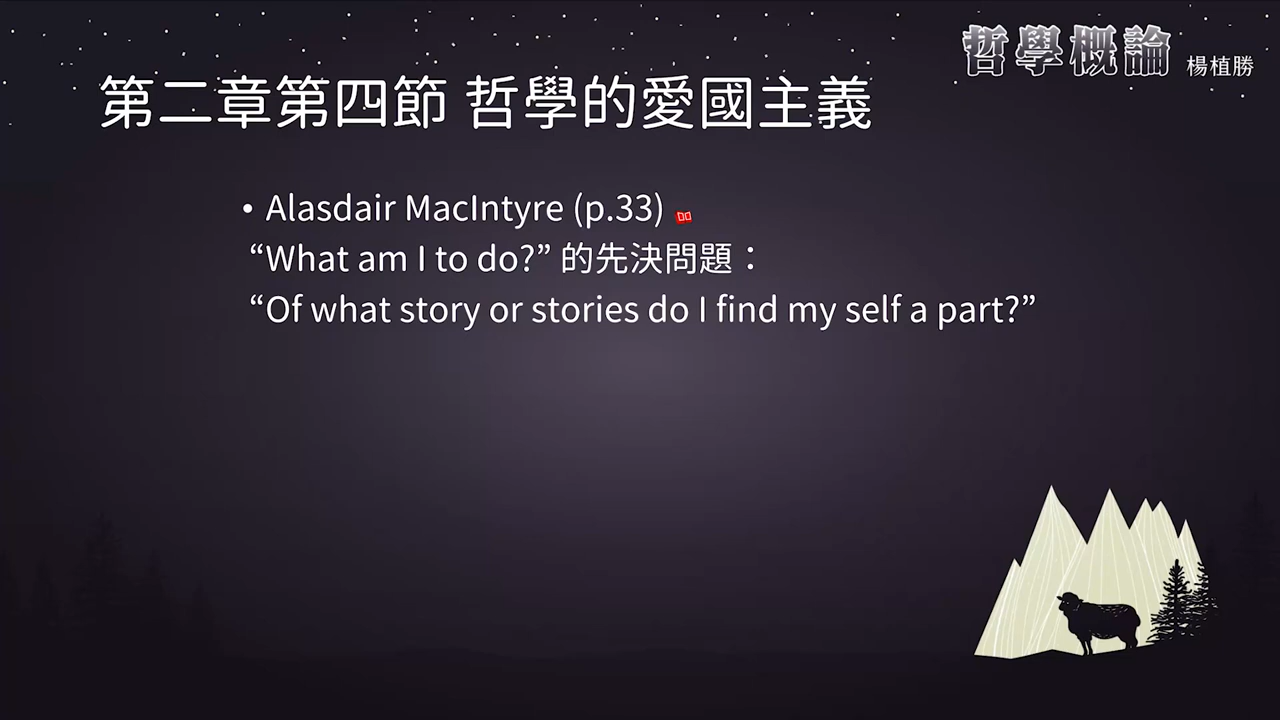 哲學概論 楊植勝
第二章第四節 哲學的愛國主義
• Alasdair MacIntyre (p.33)
“What am I to do?” 的先決問題：
“Of what story or stories do I find my self a part?”